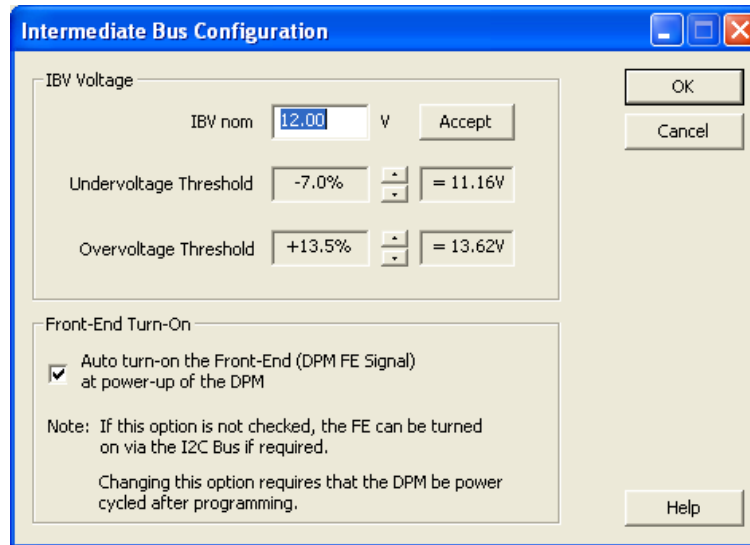 Intermediate Bus Configuration
IBV Voltage
IBV nom 12.00 V Accept
Undervoltage Threshold -7.0% = 11.16V
Overvoltage Threshold +13.5% = 13.62V
Front-End Turn-On
Auto turn-on the Front-End (DPM FE Signal)
at power-up of the DPM
Note: If this option is not checked, the FE can be turned
on via the I2C Bus if required.
Changing this option requires that the DPM be power
cycled after programming.
OK
Cancel
Help